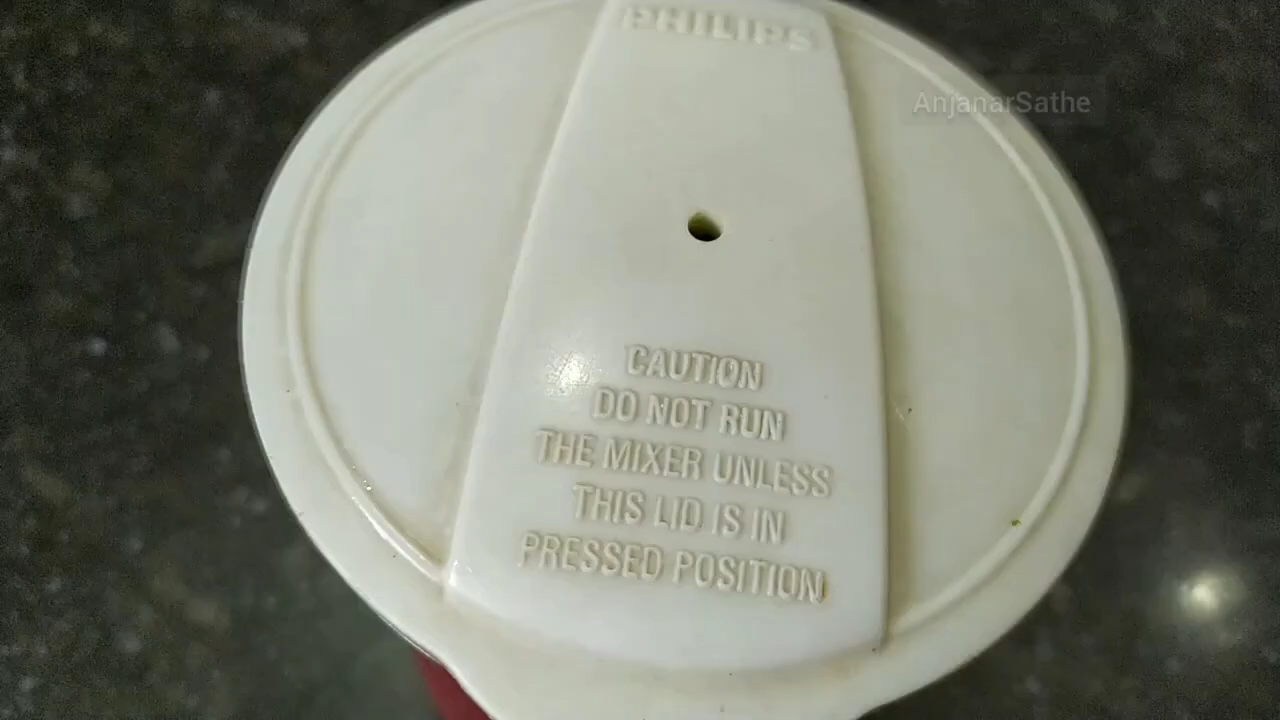 PHILIPS
AnjanarSathe
CAUTION
DO NOT RUN
THE MIXER UNLESS
THIS LID IS IN
PRESSED POSITION